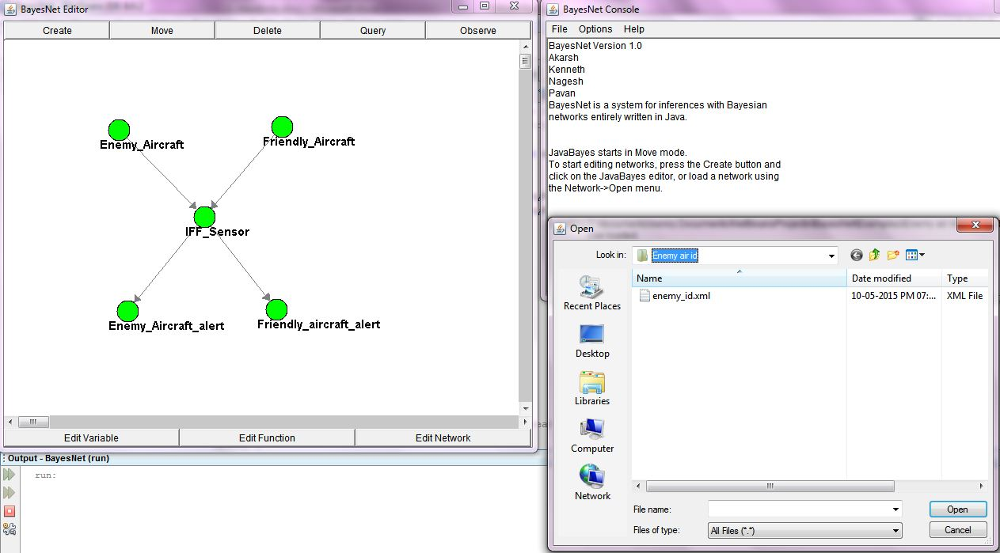 BayesNet Editor
Create Move Delete Query Observe
Enemy_Aircraft
Friendly_Aircraft
IFF_Sensor
Enemy_Aircraft_alert
Friendly_aircraft_alert
Edit Variable Edit Function Edit Network
Output - BayesNet (run)
run:
BayesNet Console
File Options Help
BayesNet Version 1.0
Akarsh
Kenneth
Nagesh
Pavan
BayesNet is a system for inferences with Bayesian
networks entirely written in Java.
JavaBayes starts in Move mode.
To start editing networks, press the Create button and
click on the JavaBayes editor, or load a network using
the Network->Open menu.
Open
Look in: Enemy air id
Name Date modified Type
enemy_id.xml 10-05-2015 PM 07:... XML File
Recent Places
Desktop
Libraries
Computer
Network
File name: Open
Files of type: All Files (*.*) Cancel